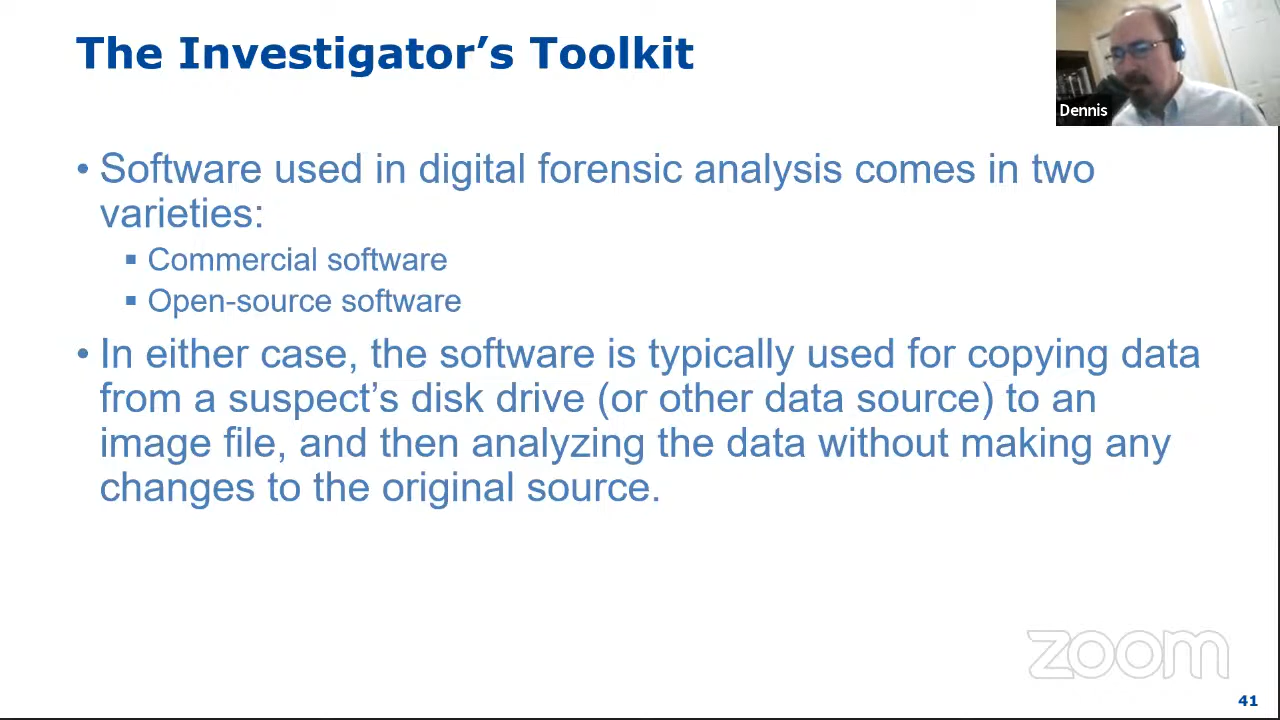 The Investigator’s Toolkit
Dennis
• Software used in digital forensic analysis comes in two
varieties:
▪ Commercial software
▪ Open-source software
• In either case, the software is typically used for copying data
from a suspect’s disk drive (or other data source) to an
image file, and then analyzing the data without making any
changes to the original source.
zoom
41